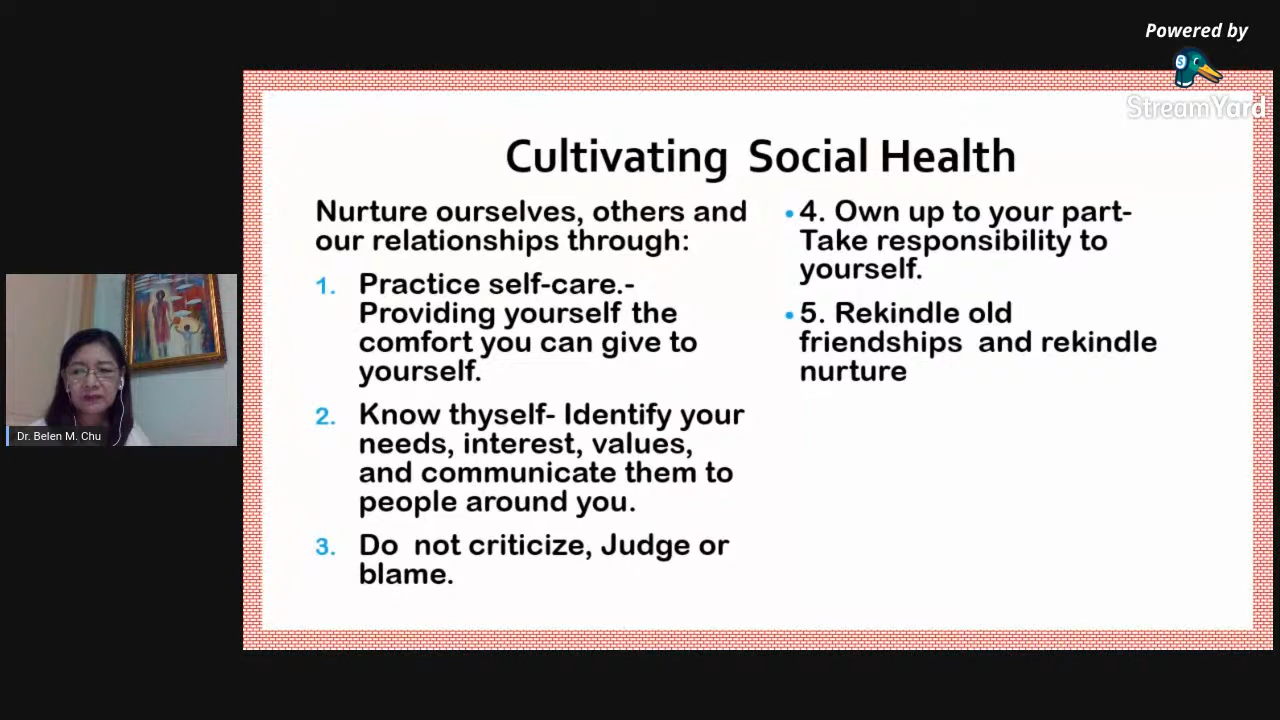 Powered by
StreamYard
Cultivating Social Health
Nurture ourselves, others and
our relationships through:
1. Practice self-care.-
Providing yourself the
comfort you can give to
yourself.
2. Know thyself- Identify your
needs, interest, values,
and communicate them to
people around you.
3. Do not criticize, Judge or
blame.
• 4. Own up to your part-
Take responsibility to
yourself.
• 5. Rekindle old
friendships and rekindle
nurture
Dr. Belen M. Chu